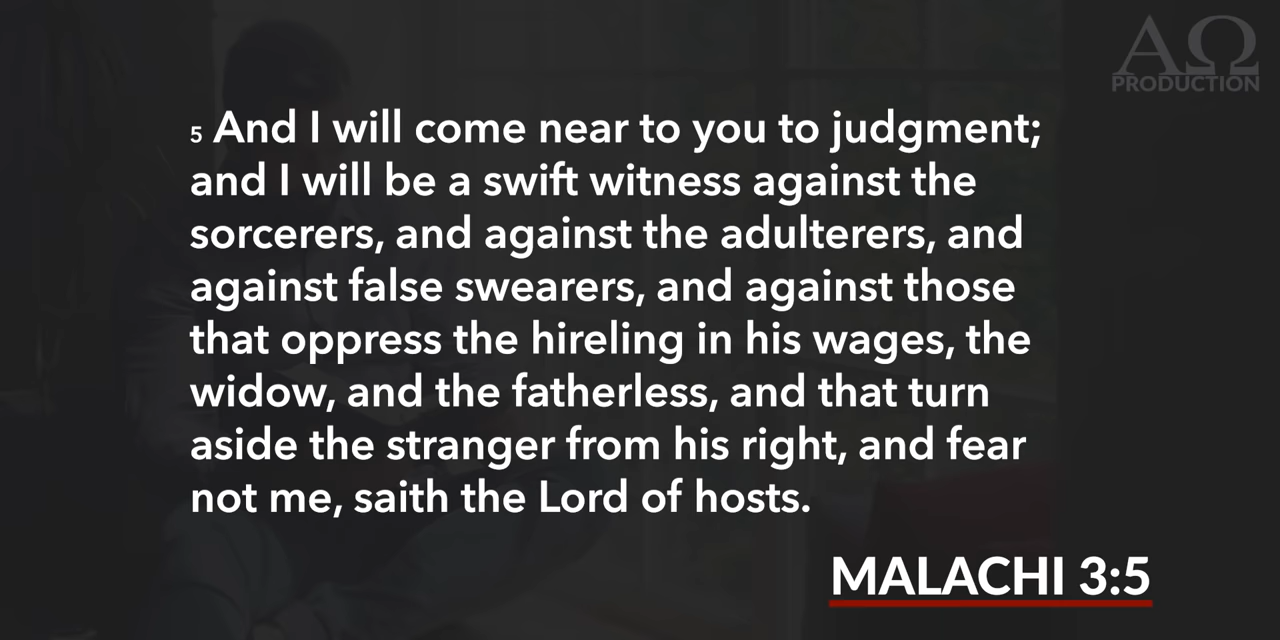 ΑΩ
PRODUCTION
5 And I will come near to you to judgment;
and I will be a swift witness against the
sorcerers, and against the adulterers, and
against false swearers, and against those
that oppress the hireling in his wages, the
widow, and the fatherless, and that turn
aside the stranger from his right, and fear
not me, saith the Lord of hosts.
MALACHI 3:5